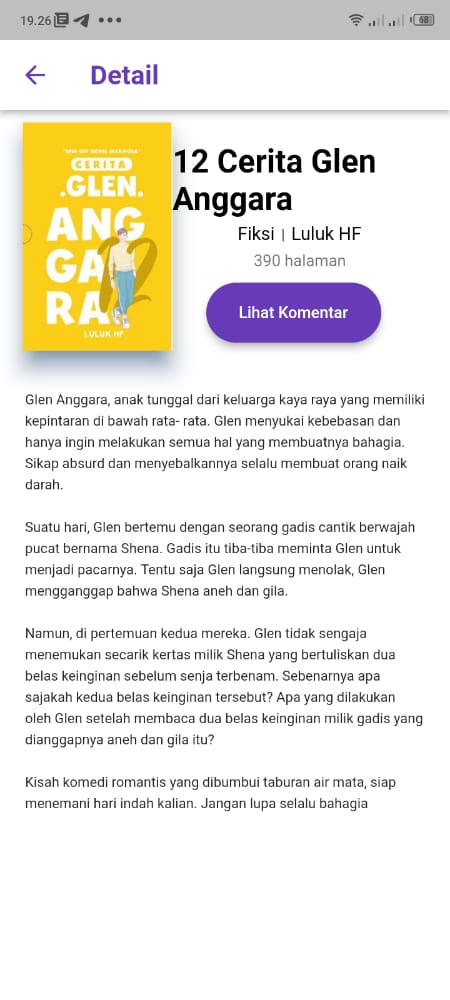 19.26
68
Detail
"SPIN OFF NOVEL MARIPOSA"
CERITA
.GLEN.
ANG
GA
RA
12
LULUK HF
12 Cerita Glen
Anggara
Fiksi | Luluk HF
390 halaman
Lihat Komentar
Glen Anggara, anak tunggal dari keluarga kaya raya yang memiliki
kepintaran di bawah rata- rata. Glen menyukai kebebasan dan
hanya ingin melakukan semua hal yang membuatnya bahagia.
Sikap absurd dan menyebalkannya selalu membuat orang naik
darah.
Suatu hari, Glen bertemu dengan seorang gadis cantik berwajah
pucat bernama Shena. Gadis itu tiba-tiba meminta Glen untuk
menjadi pacarnya. Tentu saja Glen langsung menolak, Glen
mengganggap bahwa Shena aneh dan gila.
Namun, di pertemuan kedua mereka. Glen tidak sengaja
menemukan secarik kertas milik Shena yang bertuliskan dua
belas keinginan sebelum senja terbenam. Sebenarnya apa
sajakah kedua belas keinginan tersebut? Apa yang dilakukan
oleh Glen setelah membaca dua belas keinginan milik gadis yang
dianggapnya aneh dan gila itu?
Kisah komedi romantis yang dibumbui taburan air mata, siap
menemani hari indah kalian. Jangan lupa selalu bahagia